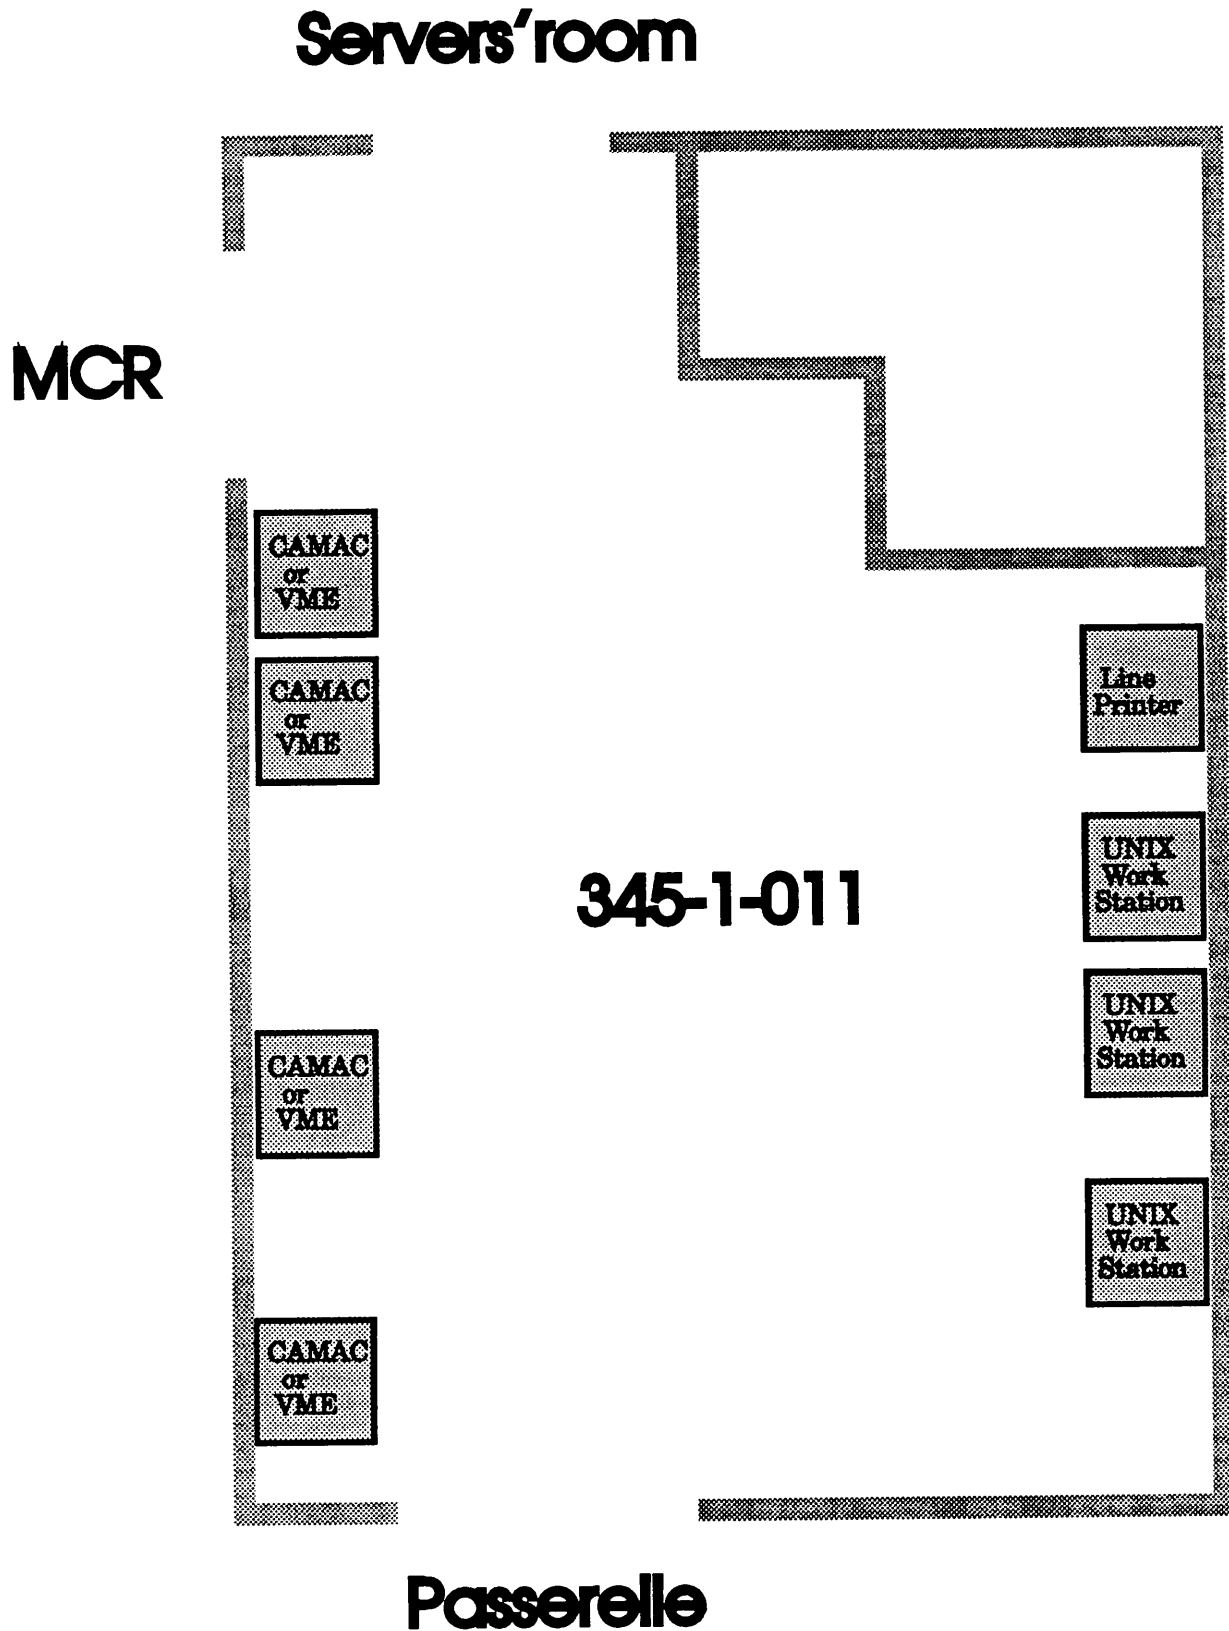 Servers'room
MCR
CAMAC
or
VME
CAMAC
or
VME
Line
Printer
345-1-011
UNIX
Work
Station
UNIX
Work
Station
CAMAC
or
VME
UNIX
Work
Station
CAMAC
or
VME
Passerelle